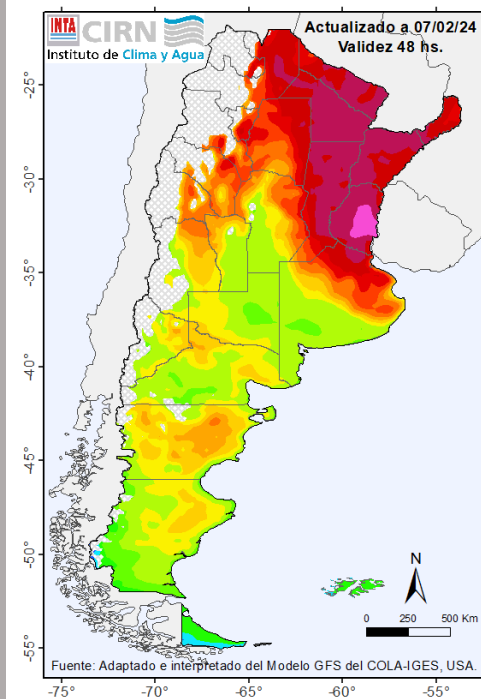 INTA CIRN
Instituto de Clima y Agua
Actualizado a 07/02/24
Validez 48 hs.
-25°
-30°
-35°
-40°
-45°
-50°
-55°
N
0 250 500 Km
Fuente: Adaptado e interpretado del Modelo GFS del COLA-IGES, USA.
-75° -70° -65° -60° -55°